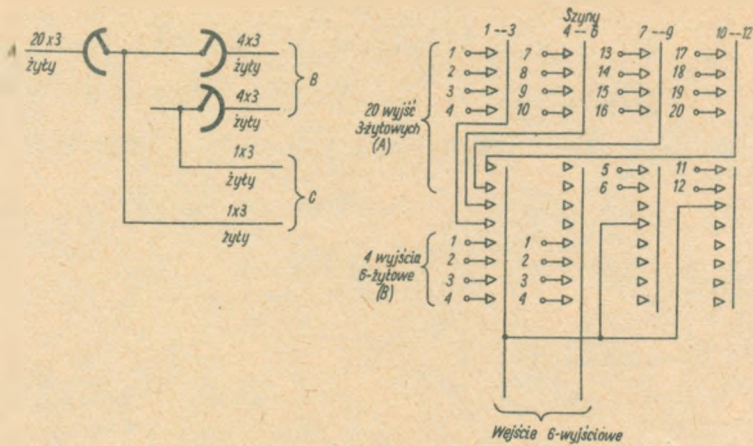 A 20x3 żyły
4x3 żyły
B
4x3 żyły
1x3 żyły
C
1x3 żyły
Szyny
1--3 4--6 7--9 10--12
1 7 13 17
2 8 14 18
3 9 15 19
4 10 16 20
20 wyjść
3-żyłowych
(A)
5 11
6 12
4 wyjścia
6-żyłowe
(B)
1 1
2 2
3 3
4 4
Wejście 6-wyjściowe